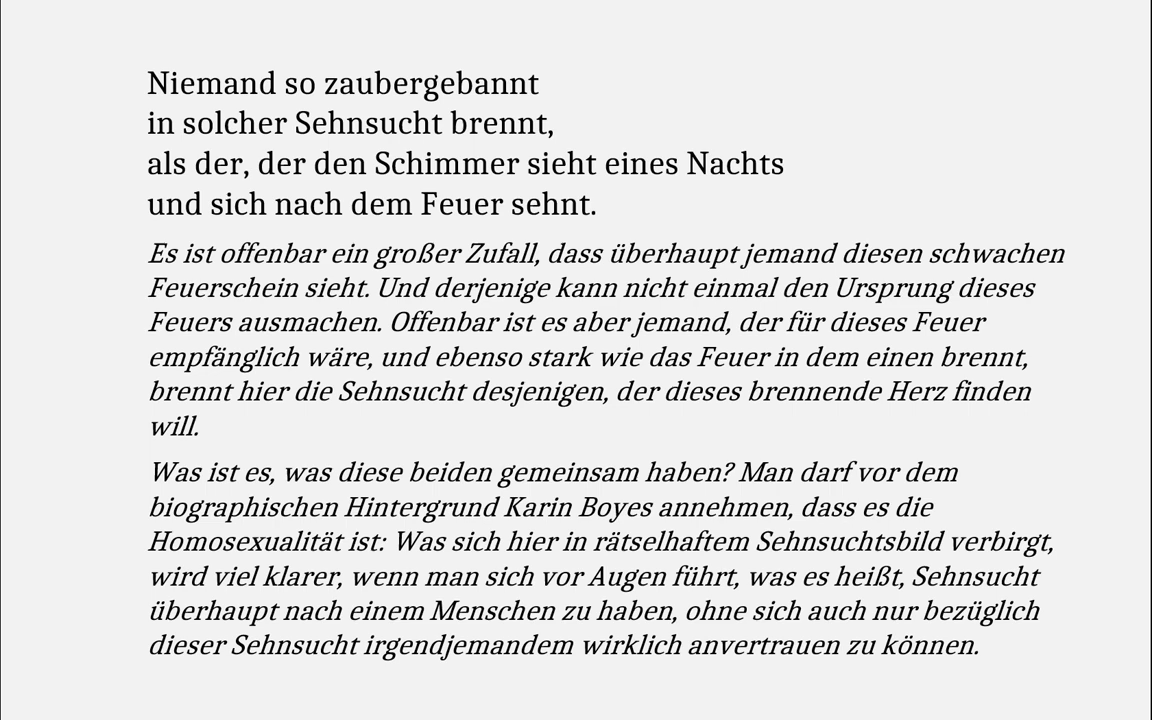 Niemand so zaubergebannt
in solcher Sehnsucht brennt,
als der, der den Schimmer sieht eines Nachts
und sich nach dem Feuer sehnt.
Es ist offenbar ein großer Zufall, dass überhaupt jemand diesen schwachen
Feuerschein sieht. Und derjenige kann nicht einmal den Ursprung dieses
Feuers ausmachen. Offenbar ist es aber jemand, der für dieses Feuer
empfänglich wäre, und ebenso stark wie das Feuer in dem einen brennt,
brennt hier die Sehnsucht desjenigen, der dieses brennende Herz finden
will.
Was ist es, was diese beiden gemeinsam haben? Man darf vor dem
biographischen Hintergrund Karin Boyes annehmen, dass es die
Homosexualität ist: Was sich hier in rätselhaftem Sehnsuchtsbild verbirgt,
wird viel klarer, wenn man sich vor Augen führt, was es heißt, Sehnsucht
überhaupt nach einem Menschen zu haben, ohne sich auch nur bezüglich
dieser Sehnsucht irgendjemandem wirklich anvertrauen zu können.